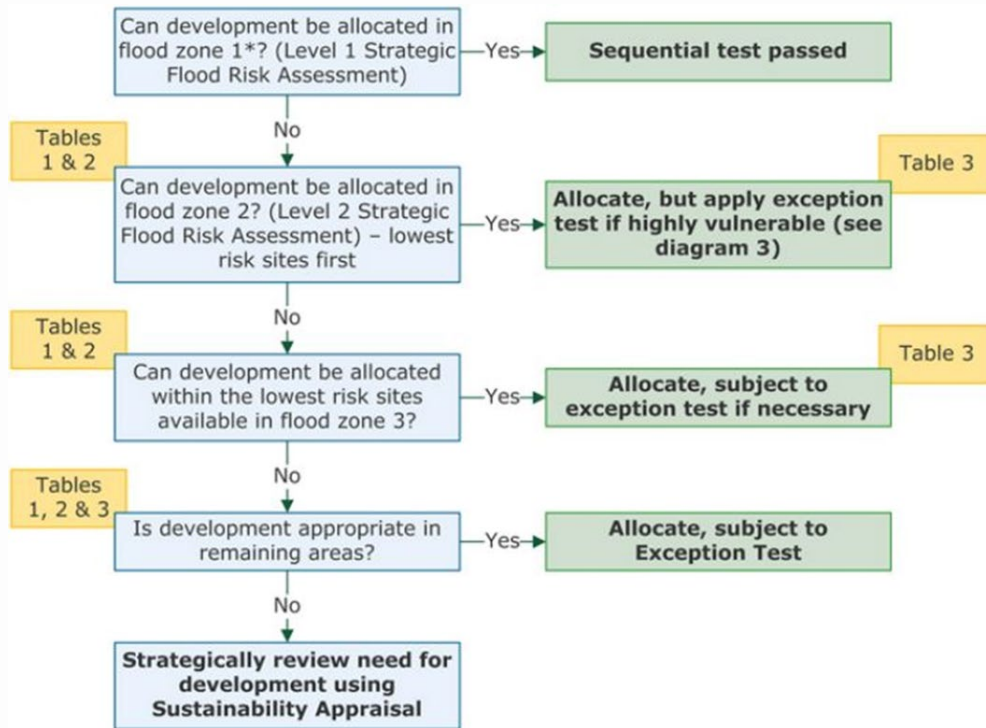 Can development be allocated in
flood zone 1*? (Level 1 Strategic
Flood Risk Assessment)
Yes
Sequential test passed
No
Tables
1 & 2
Can development be allocated in
flood zone 2? (Level 2 Strategic
Flood Risk Assessment) – lowest
risk sites first
Yes
Table 3
Allocate, but apply exception
test if highly vulnerable (see
diagram 3)
No
Tables
1 & 2
Can development be allocated
within the lowest risk sites
available in flood zone 3?
Yes
Table 3
Allocate, subject to
exception test if necessary
No
Tables
1, 2 & 3
Is development appropriate in
remaining areas?
Yes
Allocate, subject to
Exception Test
No
Strategically review need for
development using
Sustainability Appraisal